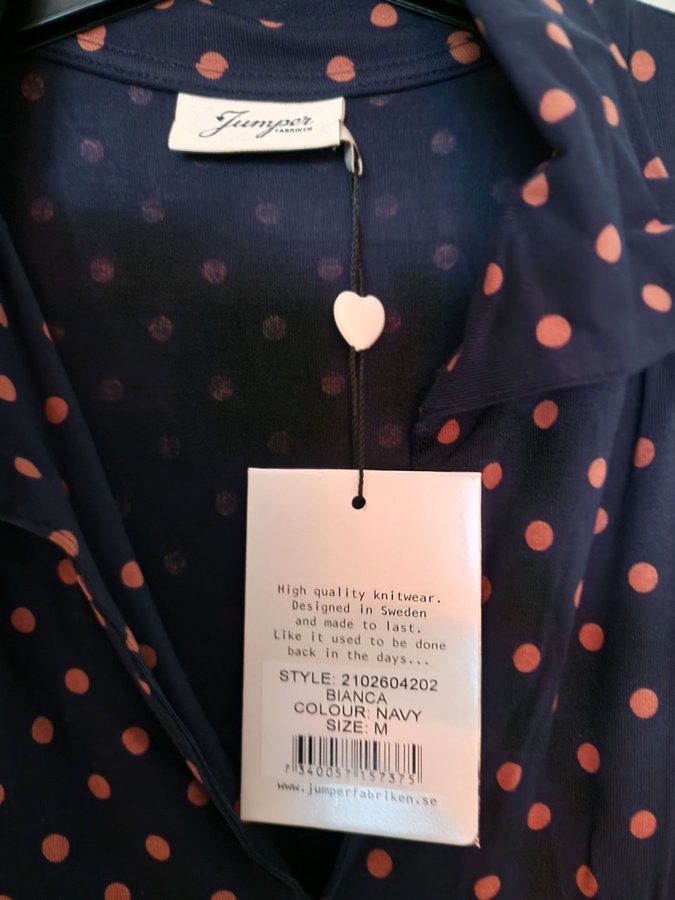 Jumper
FABRIKEN
High quality knitwear.
Designed in Sweden
and made to last.
Like it used to be done
back in the days...
STYLE: 2102604202
BIANCA
COLOUR: NAVY
SIZE: M
7 340057 157375
www.jumperfabriken.se